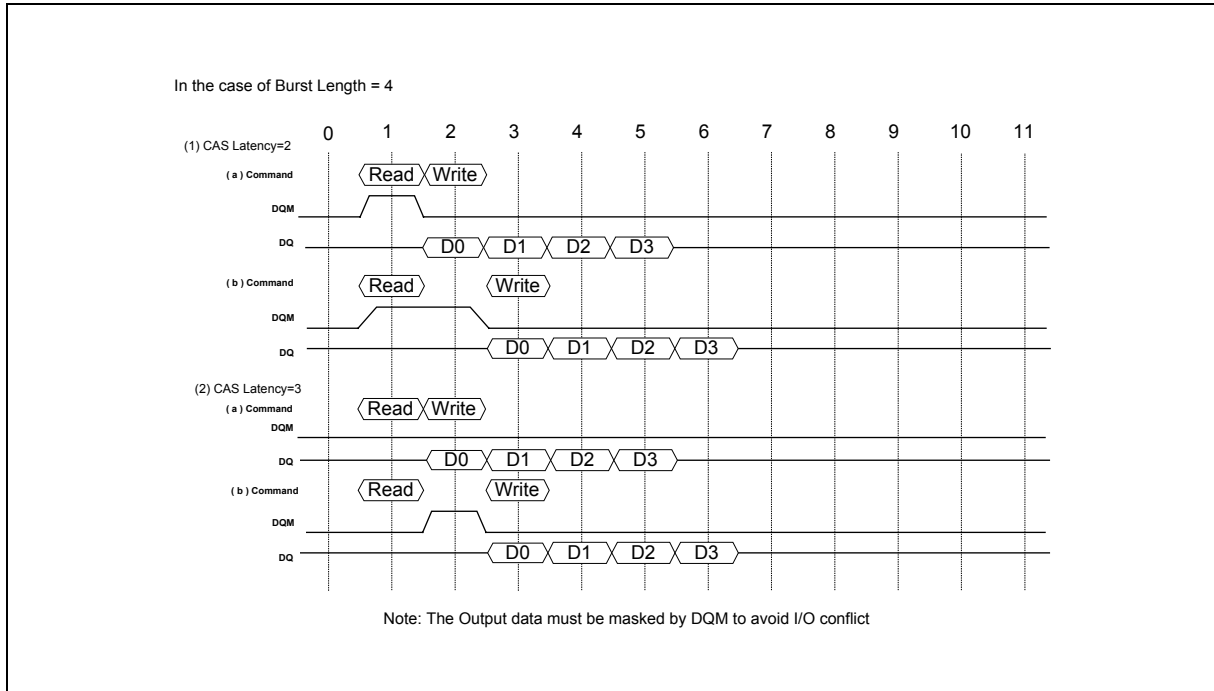 In the case of Burst Length = 4
0 1 2 3 4 5 6 7 8 9 10 11
(1) CAS Latency=2
( a ) Command Read Write
DQM
DQ D0 D1 D2 D3
( b ) Command Read Write
DQM
DQ D0 D1 D2 D3
(2) CAS Latency=3
( a ) Command Read Write
DQM
DQ D0 D1 D2 D3
( b ) Command Read Write
DQM
DQ D0 D1 D2 D3
Note: The Output data must be masked by DQM to avoid I/O conflict